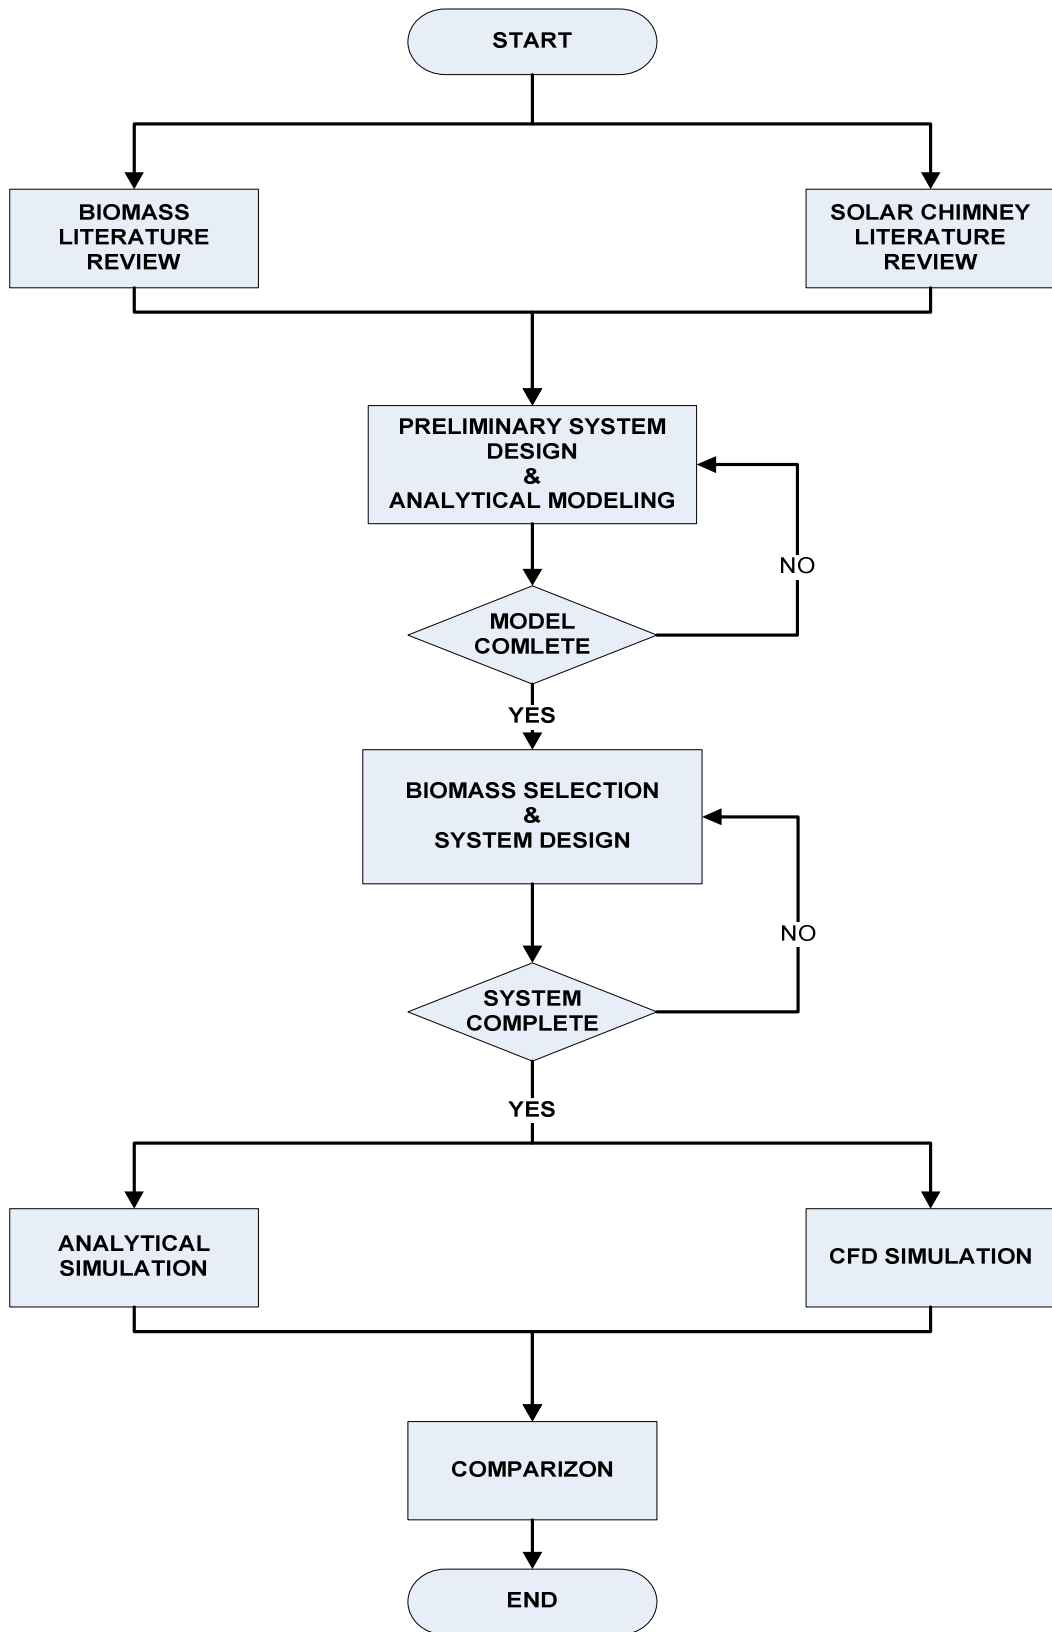 START
BIOMASS
LITERATURE
REVIEW
SOLAR CHIMNEY
LITERATURE
REVIEW
PRELIMINARY SYSTEM
DESIGN
&
ANALYTICAL MODELING
NO
MODEL
COMLETE
YES
BIOMASS SELECTION
&
SYSTEM DESIGN
NO
SYSTEM
COMPLETE
YES
ANALYTICAL
SIMULATION
CFD SIMULATION
COMPARIZON
END